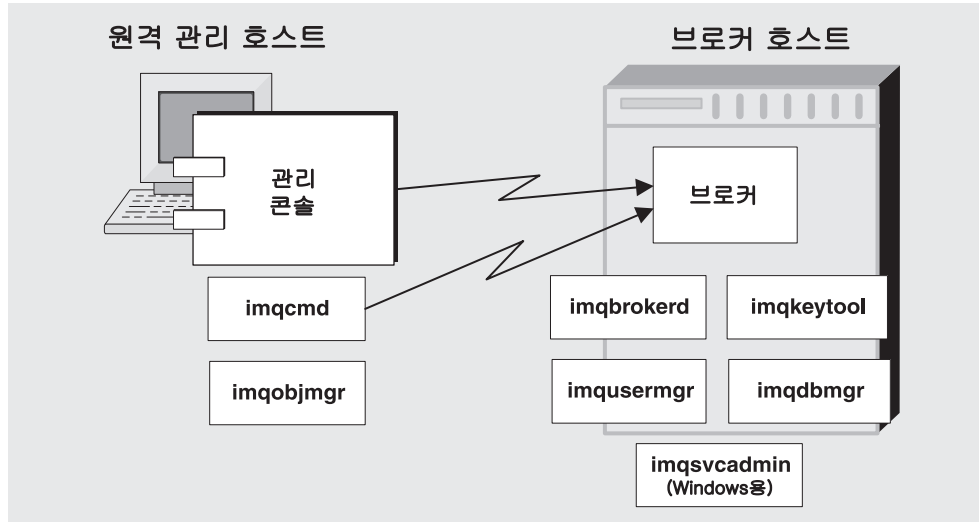 원격 관리 호스트
브로커 호스트
관리
콘솔
브로커
imqcmd
imqobjmgr
imqbrokerd
imqkeytool
imqusermgr
imqdbmgr
imqsvcadmin
(Windows용)